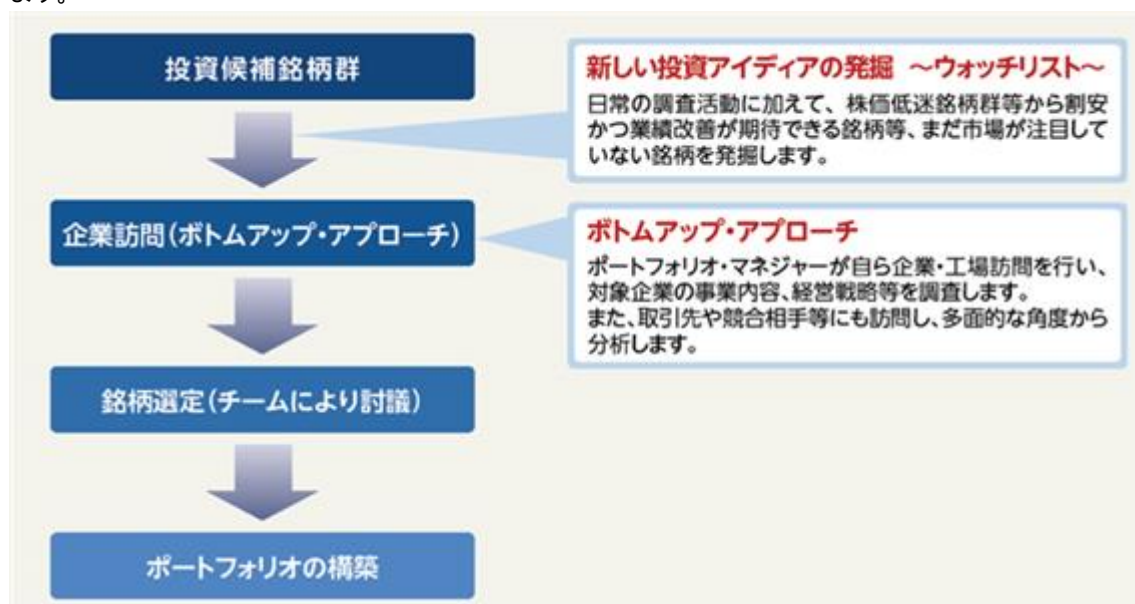 ます。
投資候補銘柄群
新しい投資アイディアの発掘 ～ウォッチリスト～
日常の調査活動に加えて、株価低迷銘柄群等から割安
かつ業績改善が期待できる銘柄等、まだ市場が注目して
いない銘柄を発掘します。
企業訪問(ボトムアップ・アプローチ)
ボトムアップ・アプローチ
ポートフォリオ・マネジャーが自ら企業・工場訪問を行い、
対象企業の事業内容、経営戦略等を調査します。
また、取引先や競合相手等にも訪問し、多面的な角度から
分析します。
銘柄選定(チームにより討議)
ポートフォリオの構築